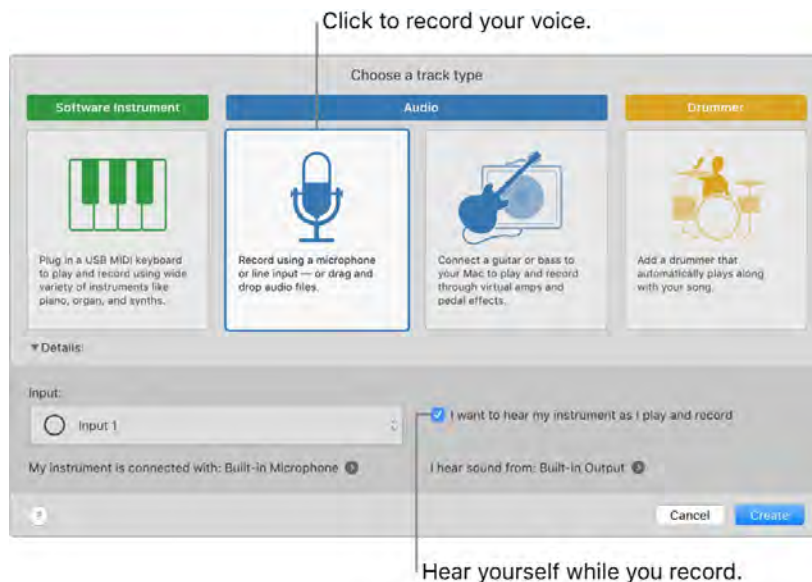 Click to record your voice.
Choose a track type
Software Instrument
Audio
Drummer
Plug in a USB MIDI keyboard
to play and record using wide
variety of instruments like
piano, organ, and synths.
Record using a microphone
or line input — or drag and
drop audio files.
Connect a guitar or bass to
your Mac to play and record
through virtual amps and
pedal effects.
Add a drummer that
automatically plays along
with your song.
▼Details:
Input:
Input 1
I want to hear my instrument as I play and record
My instrument is connected with: Built-in Microphone
I hear sound from: Built-in Output
?
Cancel
Create
Hear yourself while you record.